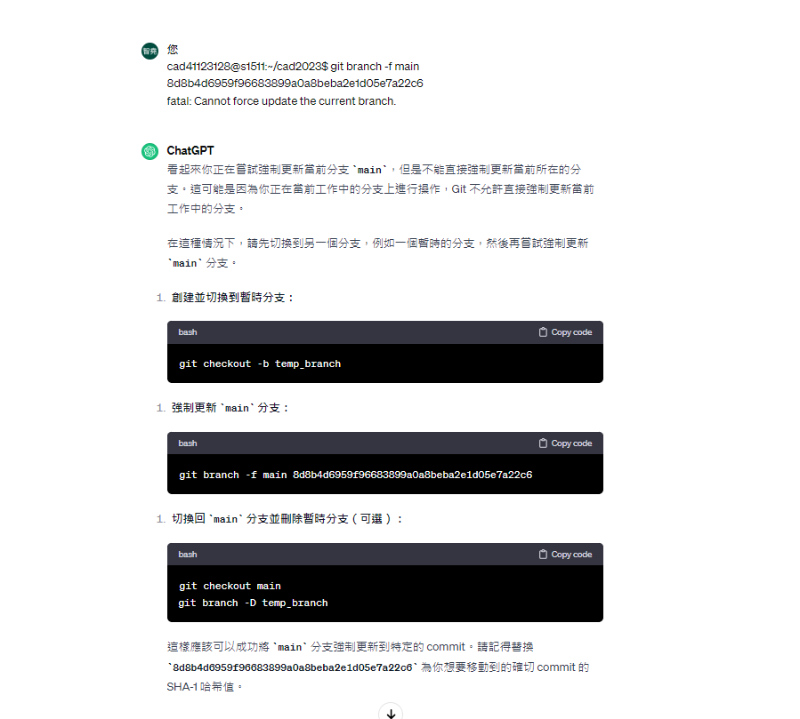 您
cad41123128@s1511:~/cad2023$ git branch -f main
8d8b4d6959f96683899a0a8beba2e1d05e7a22c6
fatal: Cannot force update the current branch.
ChatGPT
看起來你正在嘗試強制更新當前分支 `main`，但是不能直接強制更新當前所在的分
支。這可能是因為你正在當前工作中的分支上進行操作，Git 不允許直接強制更新當前
工作中的分支。
在這種情況下，請先切換到另一個分支，例如一個暫時的分支，然後再嘗試強制更新
`main` 分支。
1. 創建並切換到暫時分支：
bash Copy code
git checkout -b temp_branch
1. 強制更新 `main` 分支：
bash Copy code
git branch -f main 8d8b4d6959f96683899a0a8beba2e1d05e7a22c6
1. 切換回 `main` 分支並刪除暫時分支（可選）：
bash Copy code
git checkout main
git branch -D temp_branch
這樣應該可以成功將 `main` 分支強制更新到特定的 commit。請記得替換
`8d8b4d6959f96683899a0a8beba2e1d05e7a22c6` 為你想要移動到的確切 commit 的
SHA-1 哈希值。